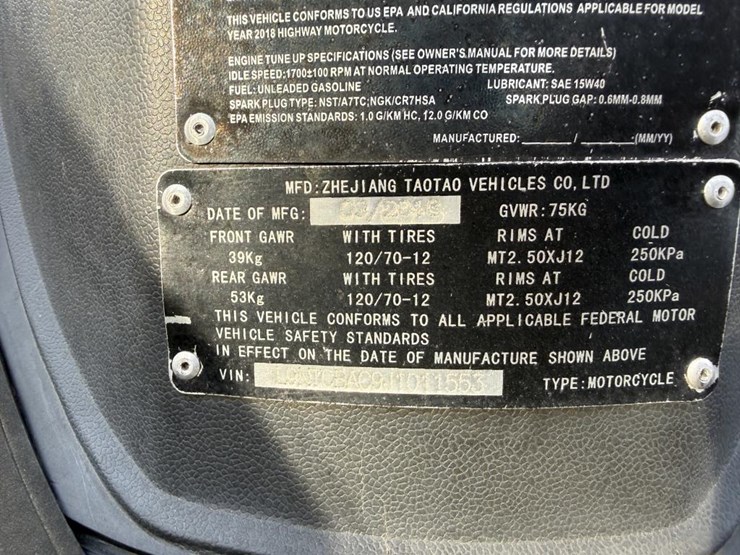 THIS VEHICLE CONFORMS TO US EPA AND CALIFORNIA REGULATIONS APPLICABLE FOR MODEL
YEAR 2018 HIGHWAY MOTORCYCLE.
ENGINE TUNE UP SPECIFICATIONS (SEE OWNER'S MANUAL FOR MORE DETAILS)
IDLE SPEED:1700±100 RPM AT NORMAL OPERATING TEMPERATURE.
FUEL: UNLEADED GASOLINE LUBRICANT: SAE 15W40
SPARK PLUG TYPE: NST/A7TC;NGK/CR7HSA SPARK PLUG GAP: 0.6MM-0.8MM
EPA EMISSION STANDARDS: 1.0 G/KM HC, 12.0 G/KM CO
MANUFACTURED:______/______(MM/YY)
MFD:ZHEJIANG TAOTAO VEHICLES CO, LTD
DATE OF MFG: GVWR:75KG
FRONT GAWR WITH TIRES RIMS AT COLD
39Kg 120/70-12 MT2.50XJ12 250KPa
REAR GAWR WITH TIRES RIMS AT COLD
53Kg 120/70-12 MT2.50XJ12 250KPa
THIS VEHICLE CONFORMS TO ALL APPLICABLE FEDERAL MOTOR
VEHICLE SAFETY STANDARDS
IN EFFECT ON THE DATE OF MANUFACTURE SHOWN ABOVE
VIN: TYPE:MOTORCYCLE